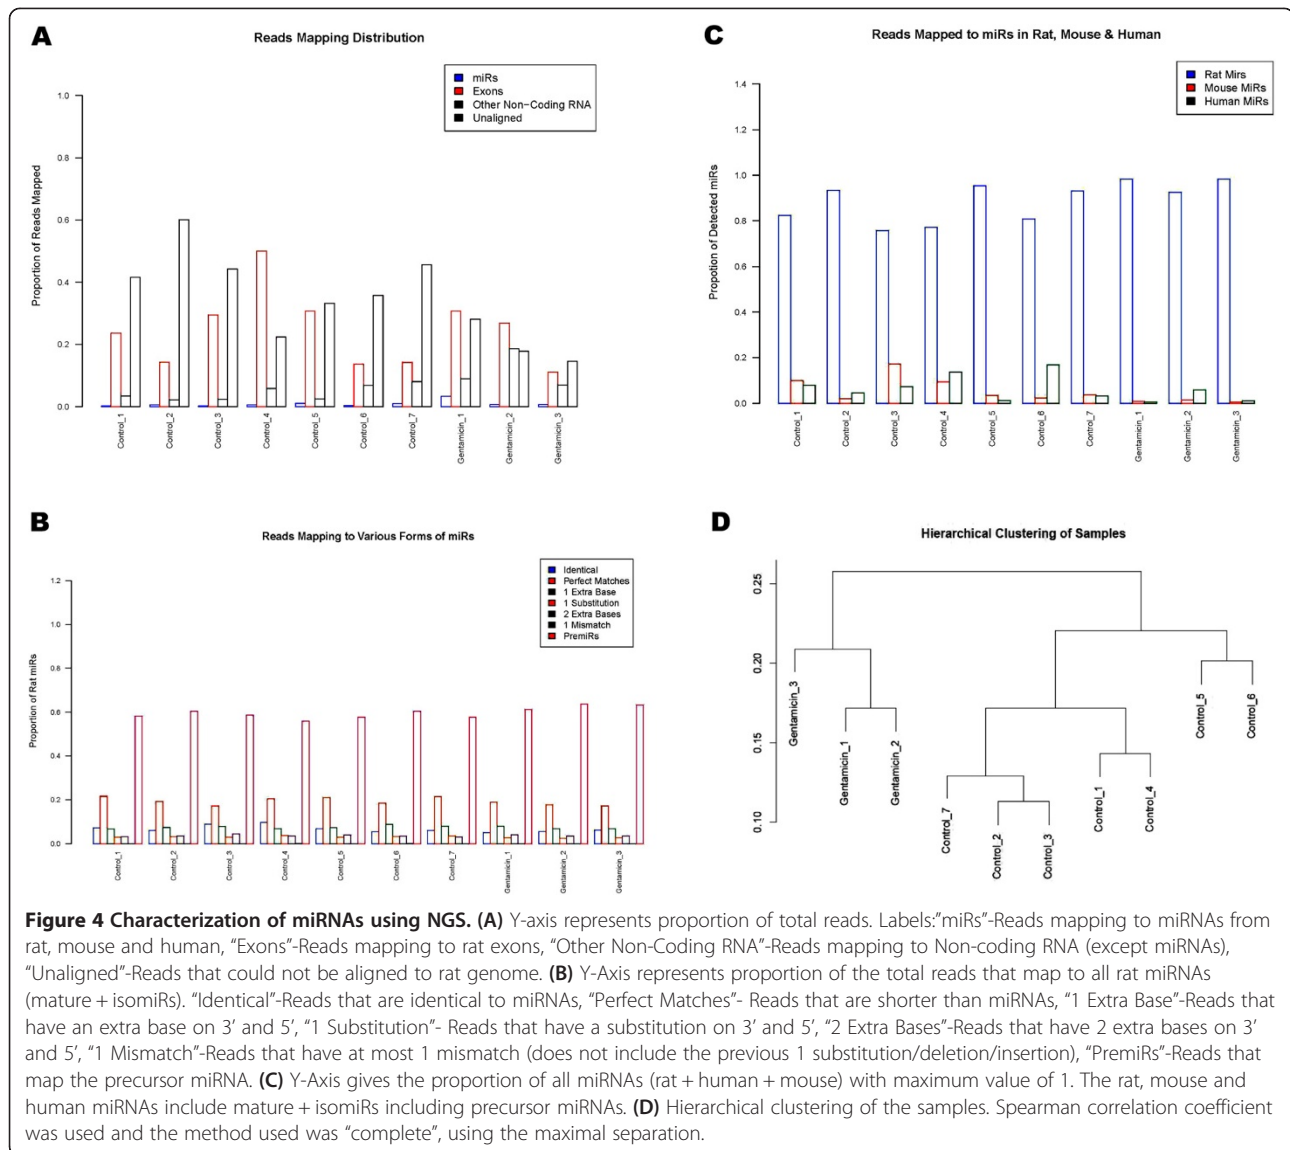 A
Reads Mapping Distribution
miRs
Exons
Other Non-Coding RNA
Unaligned
Proportion of Reads Mapped
1.0
0.8
0.6
0.4
0.2
0.0
Control_1
Control_2
Control_3
Control_4
Control_5
Control_6
Control_7
Gentamicin_1
Gentamicin_2
Gentamicin_3
C
Reads Mapped to miRs in Rat, Mouse & Human
Rat Mirs
Mouse MiRs
Human MiRs
Propotion of Detected miRs
1.4
1.2
1.0
0.8
0.6
0.4
0.2
0.0
Control_1
Control_2
Control_3
Control_4
Control_5
Control_6
Control_7
Gentamicin_1
Gentamicin_2
Gentamicin_3
B
Reads Mapping to Various Forms of miRs
Identical
Perfect Matches
1 Extra Base
1 Substitution
2 Extra Bases
1 Mismatch
PremiRs
Proportion of Rat miRs
1.2
1.0
0.8
0.6
0.4
0.2
0.0
Control_1
Control_2
Control_3
Control_4
Control_5
Control_6
Control_7
Gentamicin_1
Gentamicin_2
Gentamicin_3
D
Hierarchical Clustering of Samples
0.25
0.20
0.15
0.10
Gentamicin_3
Gentamicin_1
Gentamicin_2
Control_7
Control_2
Control_3
Control_1
Control_4
Control_5
Control_6
Figure 4 Characterization of miRNAs using NGS. (A) Y-axis represents proportion of total reads. Labels:"miRs"-Reads mapping to miRNAs from
rat, mouse and human, "Exons"-Reads mapping to rat exons, "Other Non-Coding RNA"-Reads mapping to Non-coding RNA (except miRNAs),
"Unaligned"-Reads that could not be aligned to rat genome. (B) Y-Axis represents proportion of the total reads that map to all rat miRNAs
(mature + isomiRs). "Identical"-Reads that are identical to miRNAs, "Perfect Matches"- Reads that are shorter than miRNAs, "1 Extra Base"-Reads that
have an extra base on 3′ and 5′, "1 Substitution"- Reads that have a substitution on 3′ and 5′, "2 Extra Bases"-Reads that have 2 extra bases on 3′
and 5′, "1 Mismatch"-Reads that have at most 1 mismatch (does not include the previous 1 substitution/deletion/insertion), "PremiRs"-Reads that
map the precursor miRNA. (C) Y-Axis gives the proportion of all miRNAs (rat + human + mouse) with maximum value of 1. The rat, mouse and
human miRNAs include mature + isomiRs including precursor miRNAs. (D) Hierarchical clustering of the samples. Spearman correlation coefficient
was used and the method used was "complete", using the maximal separation.